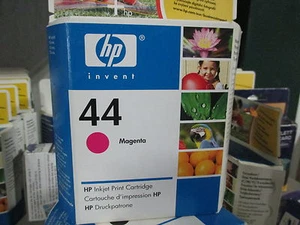 hp
invent
44
Magenta
HP Inkjet Print Cartridge
Cartouche d'impression HP
HP Druckpatrone